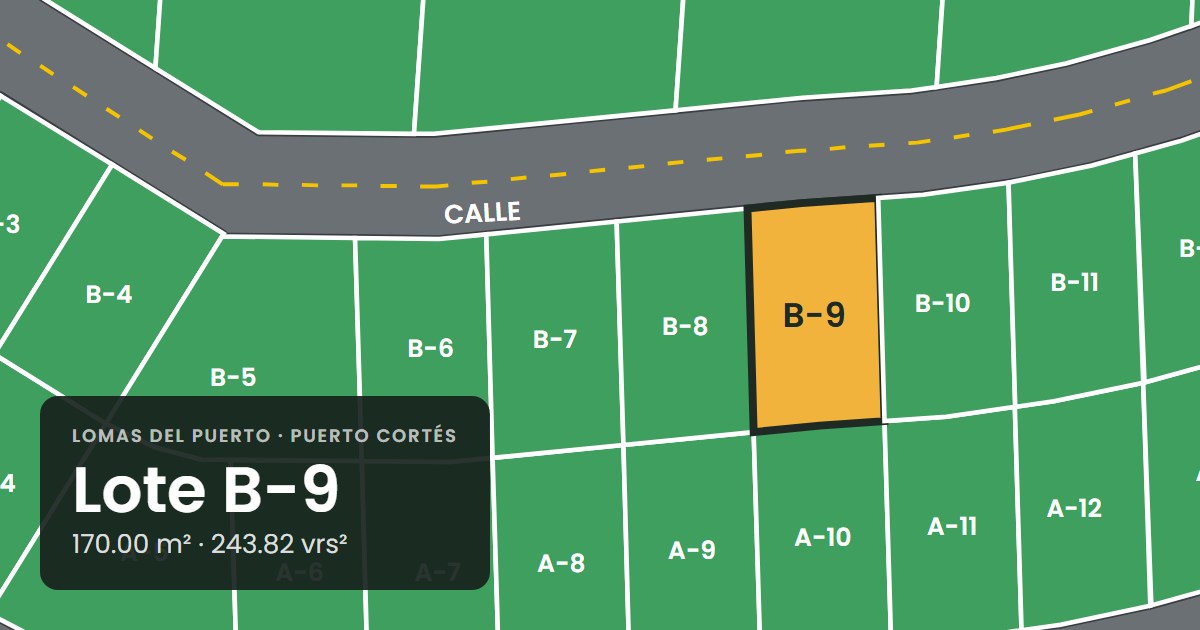 CALLE
-3
B-4
B-5
B-6
B-7
B-8
B-9
B-10
B-11
B-
4
LOMAS DEL PUERTO · PUERTO CORTÉS
Lote B-9
170.00 m² · 243.82 vrs²
A-6
A-7
A-8
A-9
A-10
A-11
A-12